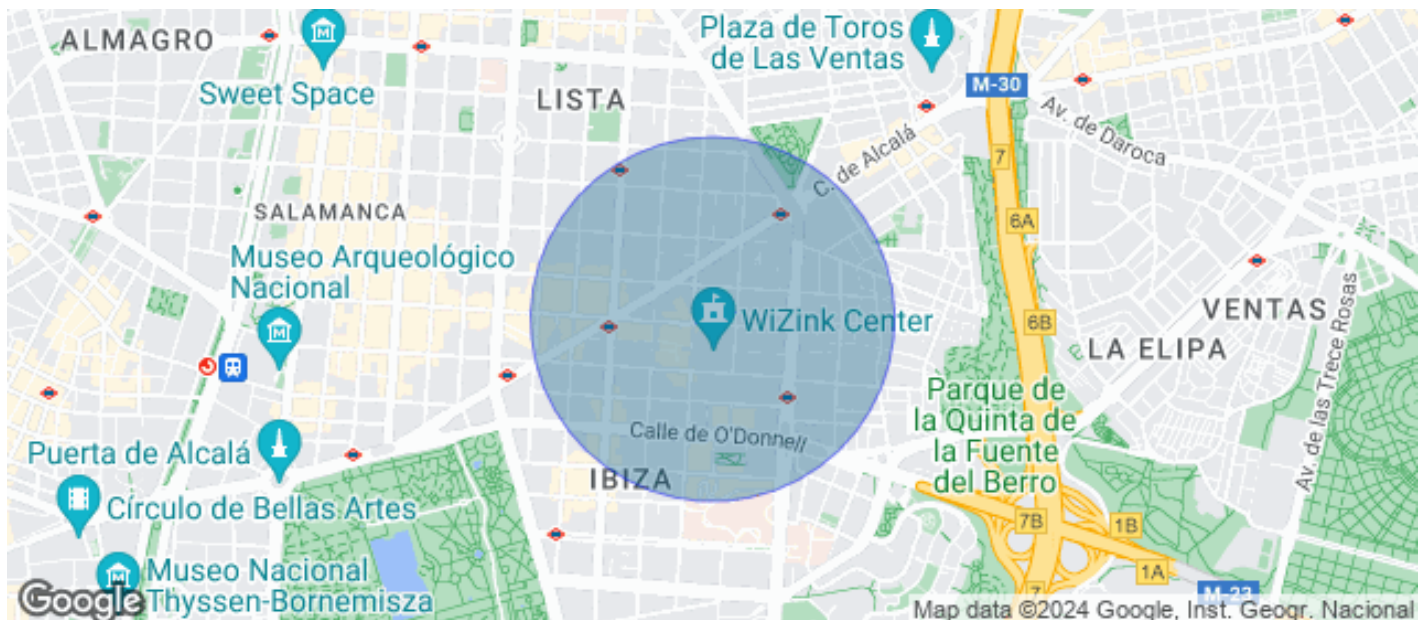 ALMAGRO
Sweet Space
LISTA
Plaza de Toros
de Las Ventas
M-30
7
Av. de Daroca
C. de Alcalá
SALAMANCA
6A
Museo Arqueológico
Nacional
WiZink Center
6B
VENTAS
LA ELIPA
Av. de las Trece Rosas
Parque de
la Quinta de
la Fuente
del Berro
Calle de O'Donnell
Puerta de Alcalá
IBIZA
Círculo de Bellas Artes
7B
1B
1A
Museo Nacional
Thyssen-Bornemisza
7
M-23
Google
Map data ©2024 Google, Inst. Geogr. Nacional